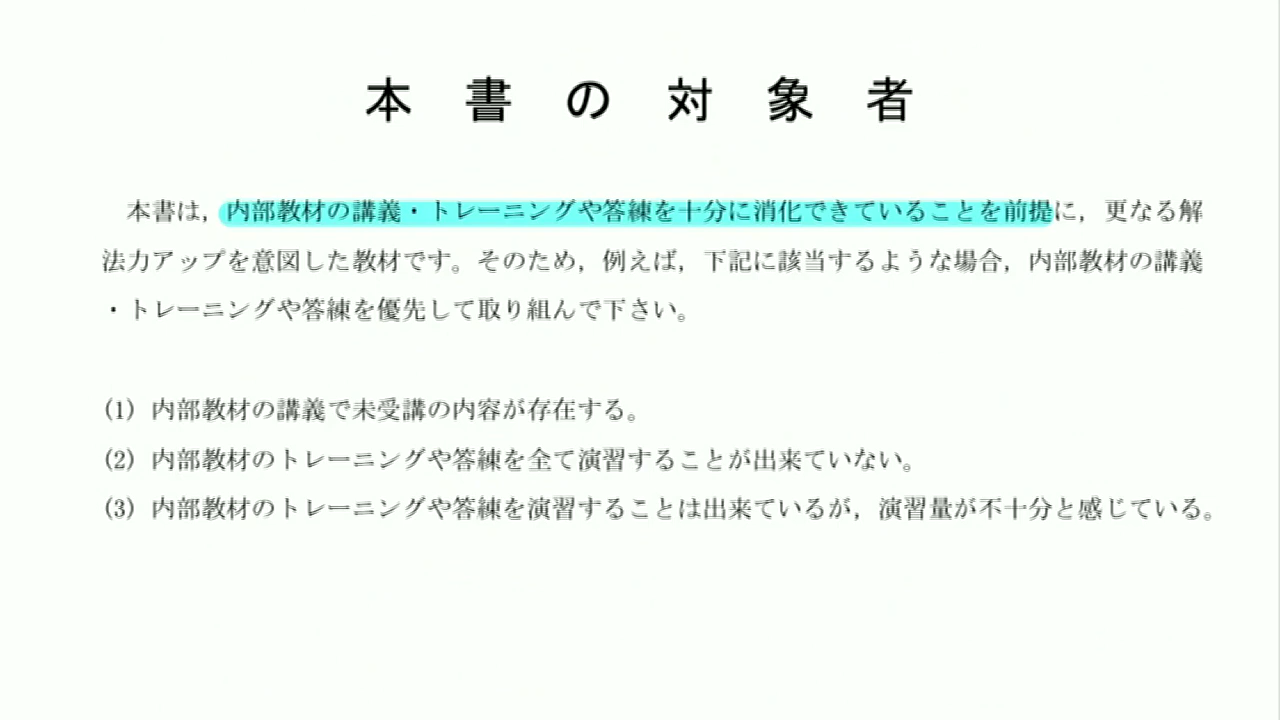 本書の対象者
本書は，内部教材の講義・トレーニングや答練を十分に消化できていることを前提に，更なる解
法力アップを意図した教材です。そのため，例えば，下記に該当するような場合，内部教材の講義
・トレーニングや答練を優先して取り組んで下さい。
(1) 内部教材の講義で未受講の内容が存在する。
(2) 内部教材のトレーニングや答練を全て演習することが出来ていない。
(3) 内部教材のトレーニングや答練を演習することは出来ているが，演習量が不十分と感じている。